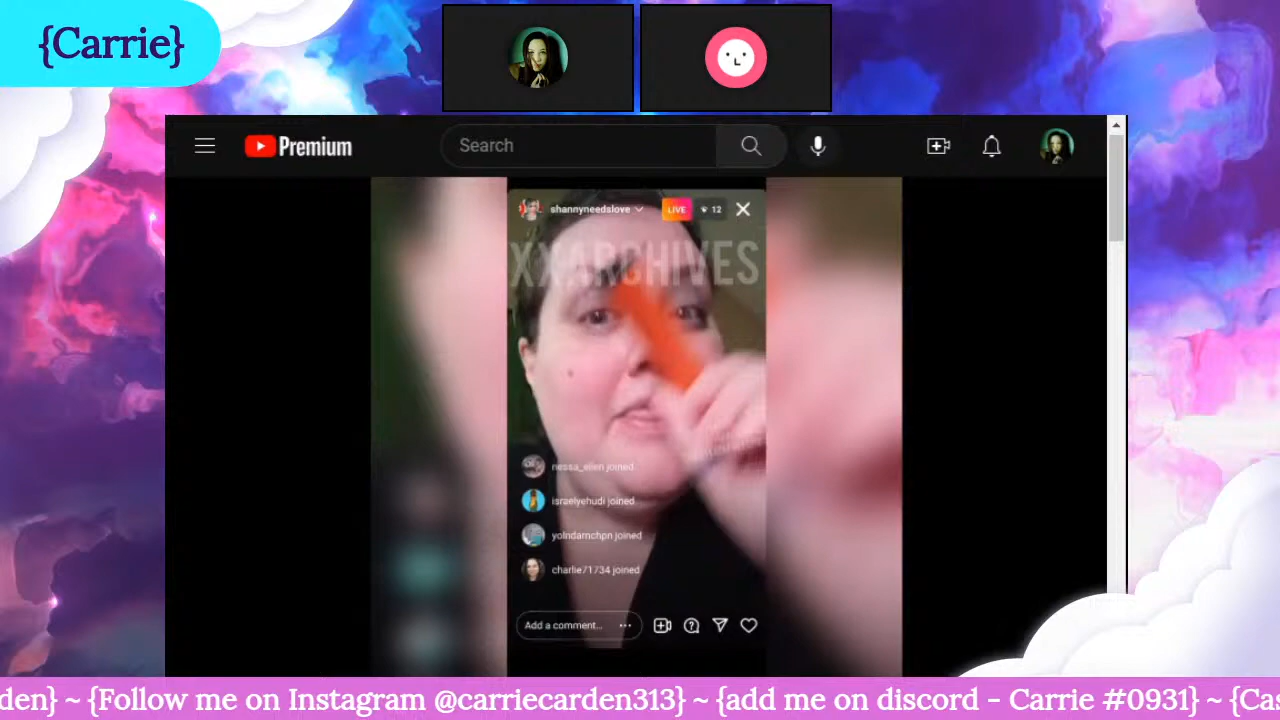 {Carrie}
Premium
Search
shannyneedslove
LIVE
12
XXARCHIVES
nessa_ellen joined
israelyehudi joined
yolndamchpn joined
charlie71734 joined
Add a comment...
den} ~ {Follow me on Instagram @carriecarden313} ~ {add me on discord - Carrie #0931} ~ {Cas